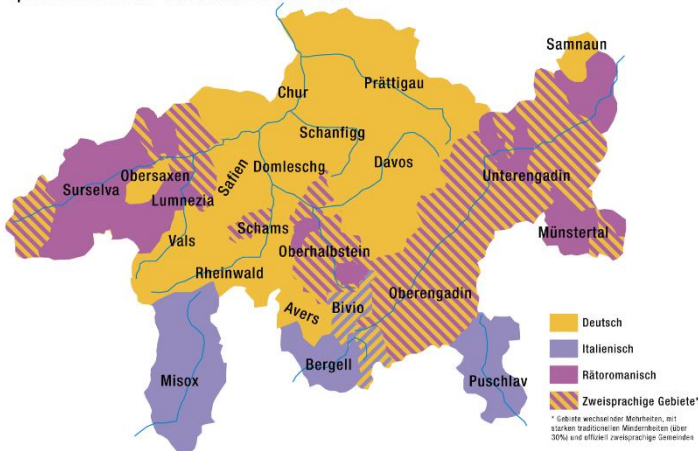 Samnaun
Chur
Prättigau
Schanfigg
Obersaxen
Safien
Domleschg
Davos
Unterengadin
Surselva
Lumnezia
Vals
Schams
Oberhalbstein
Münstertal
Rheinwald
Avers
Bivio
Oberengadin
Misox
Bergell
Puschlav
Deutsch
Italienisch
Rätoromanisch
Zweisprachige Gebiete*
* Gebiete wechselnder Mehrheiten, mit
starken traditionellen Mindernheiten (über
30%) und offiziell zweisprachige Gemeinden